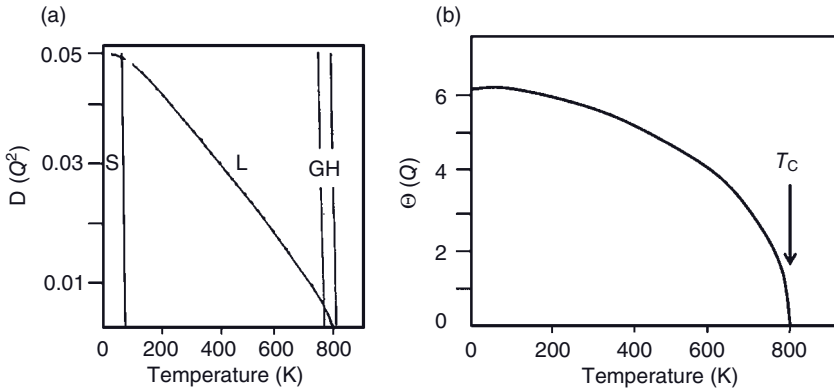 (a)
0.05
0.03
0.01
D (Q²)
S
L
GH
0 200 400 600 800
Temperature (K)
(b)
6
4
2
0
Θ (Q)
T_C
0 200 400 600 800
Temperature (K)